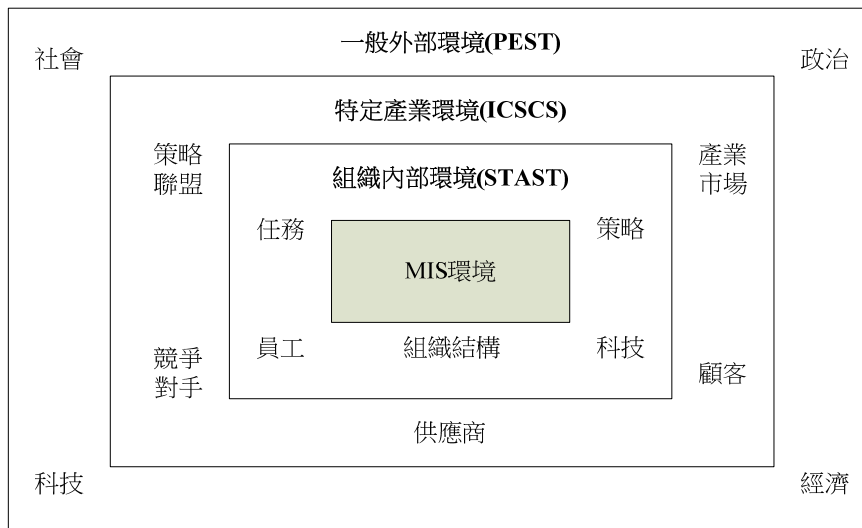 一般外部環境(PEST)
社會
政治
特定產業環境(ICSCS)
策略
聯盟
產業
市場
組織內部環境(STAST)
任務
策略
MIS環境
員工
組織結構
科技
競爭
對手
顧客
供應商
科技
經濟